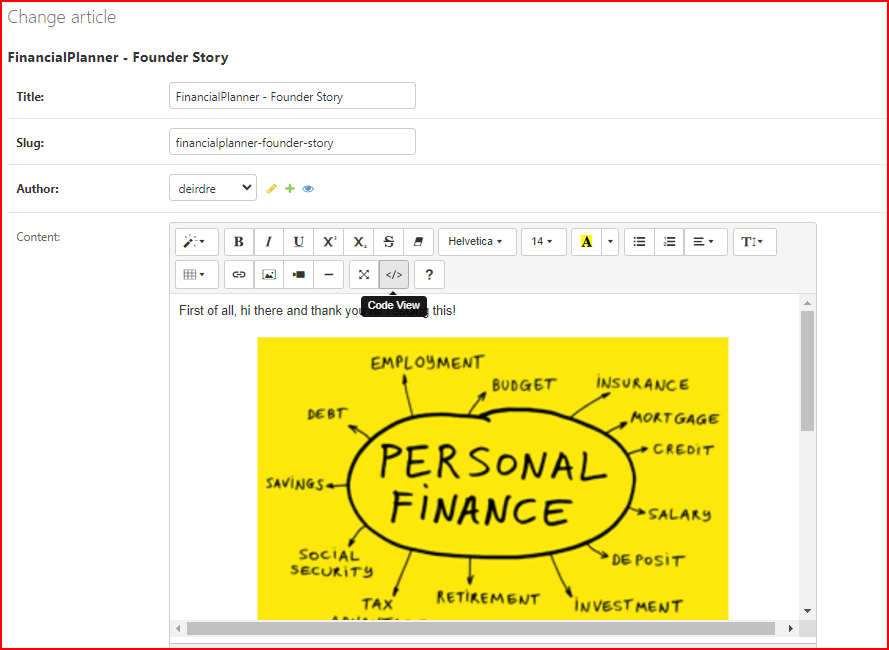 Change article
FinancialPlanner - Founder Story
Title:
FinancialPlanner - Founder Story
Slug:
financialplanner-founder-story
Author:
deirdre
Content:
B I U X² X₂ S Helvetica 14 A T
</> ?
Code View
First of all, hi there and thank you this!
EMPLOYMENT
BUDGET
INSURANCE
DEBT
MORTGAGE
CREDIT
PERSONAL
FINANCE
SAVINGS
SALARY
SOCIAL
SECURITY
DEPOSIT
TAX
RETIREMENT
INVESTMENT